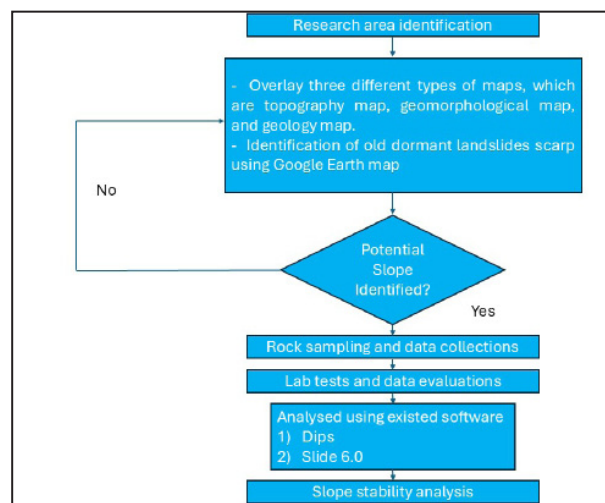 Research area identification
- Overlay three different types of maps, which
are topography map, geomorphological map,
and geology map.
- Identification of old dormant landslides scarp
using Google Earth map
No
Potential
Slope
Identified?
Yes
Rock sampling and data collections
Lab tests and data evaluations
Analysed using existed software
1) Dips
2) Slide 6.0
Slope stability analysis